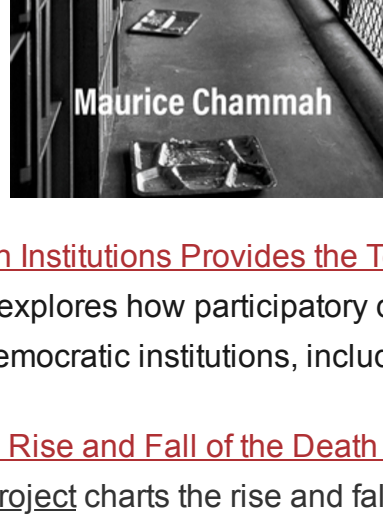 Maurice Chammah
n Institutions Provides the T
explores how participatory
emocratic institutions, includ
Rise and Fall of the Death
roject charts the rise and fal